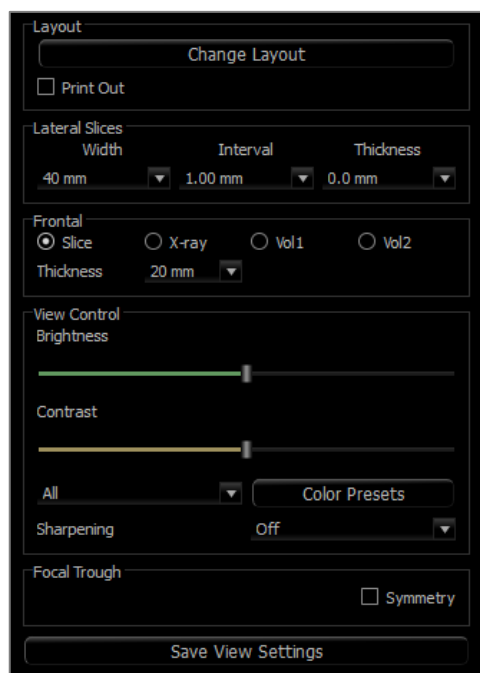 Layout
Change Layout
Print Out
Lateral Slices
Width Interval Thickness
40 mm 1.00 mm 0.0 mm
Frontal
Slice X-ray Vol1 Vol2
Thickness 20 mm
View Control
Brightness
Contrast
All Color Presets
Sharpening Off
Focal Trough
Symmetry
Save View Settings